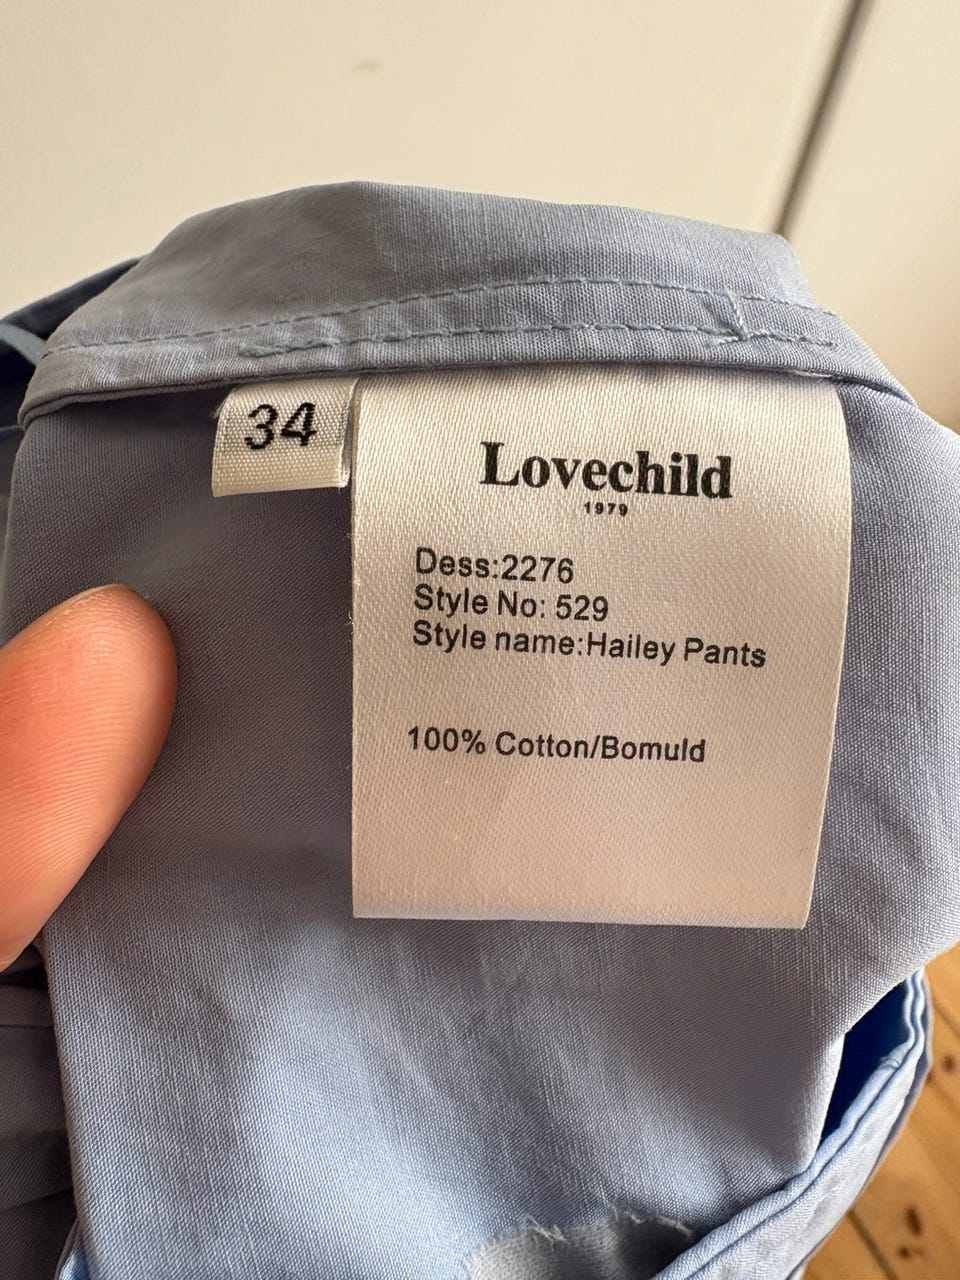 34
Lovechild
1979
Dess:2276
Style No: 529
Style name:Hailey Pants
100% Cotton/Bomuld